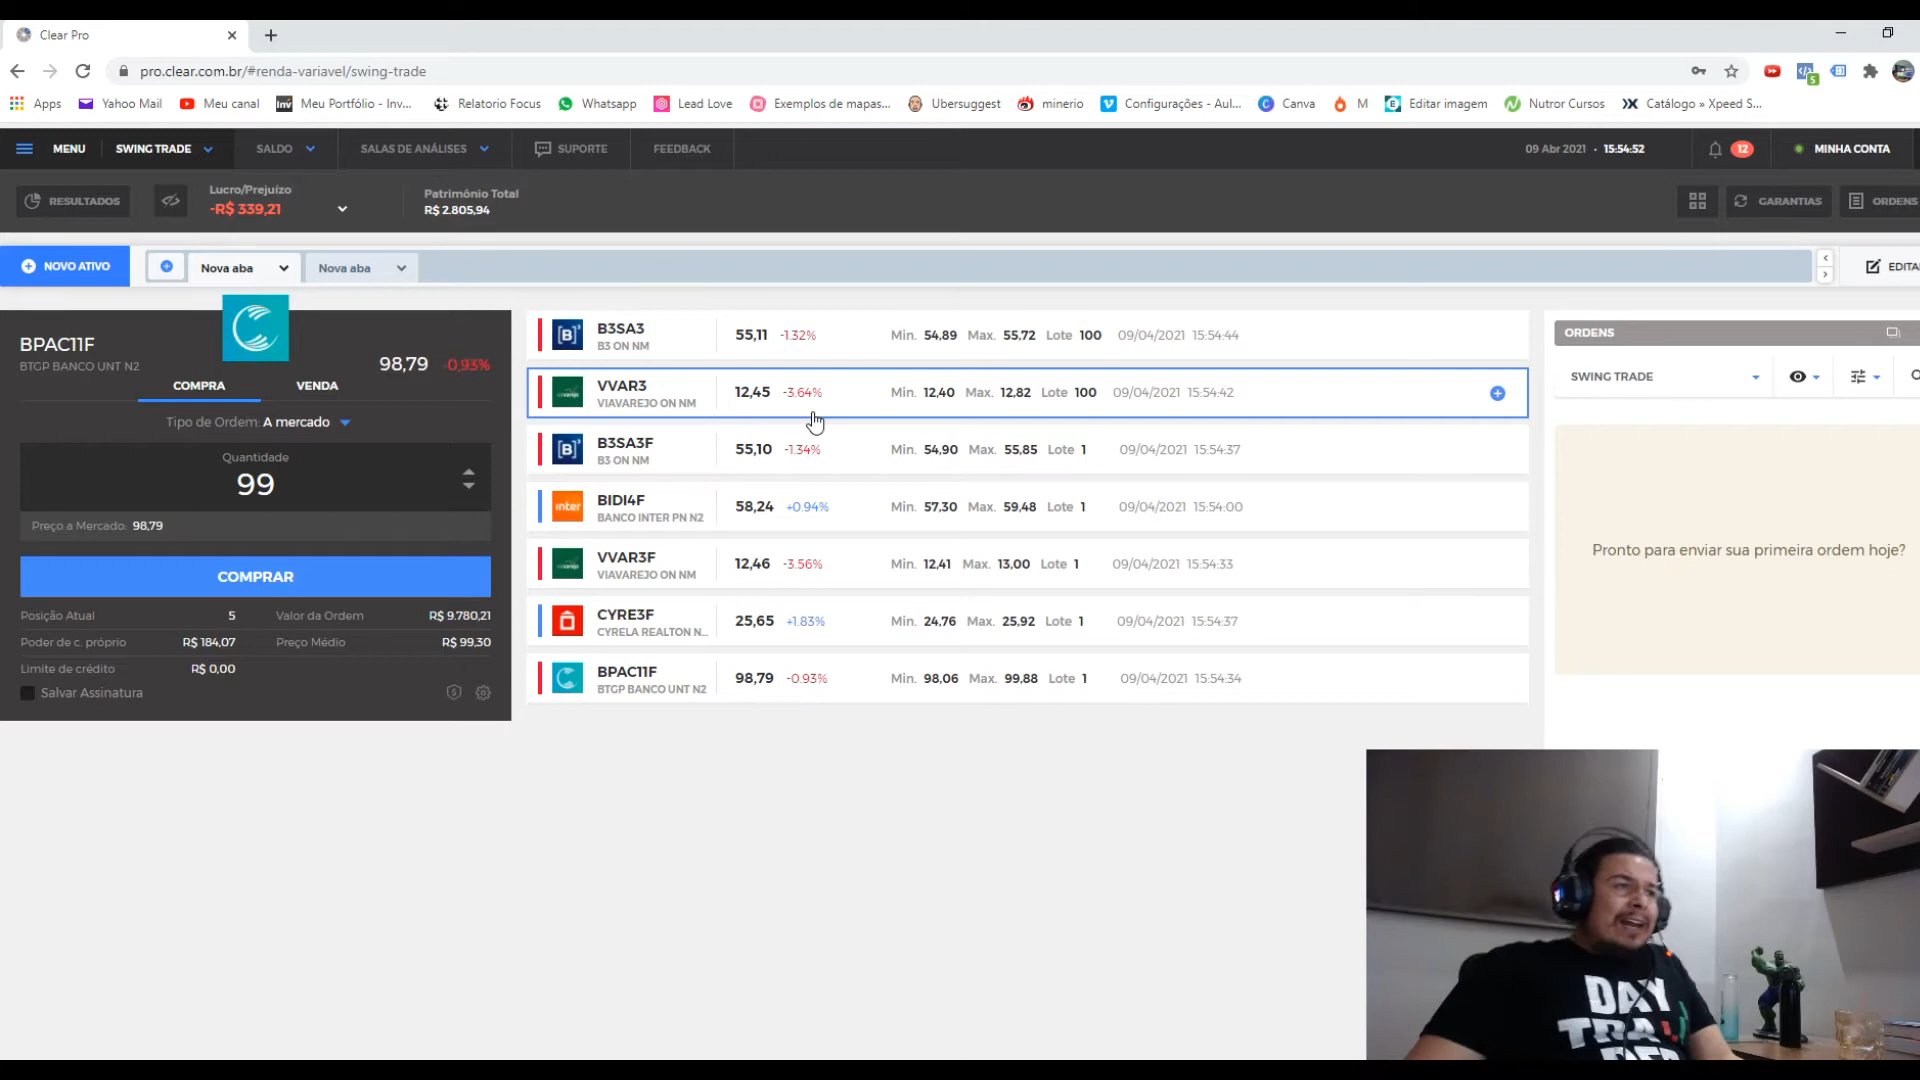 Clear Pro
pro.clear.com.br/#renda-variavel/swing-trade
Apps Yahoo Mail Meu canal Meu Portfólio - Inv... Relatorio Focus Whatsapp Lead Love Exemplos de mapas... Ubersuggest minerio Configurações - Aul... Canva M Editar imagem Nutror Cursos Catálogo » Xpeed S...
MENU SWING TRADE SALDO SALAS DE ANÁLISES SUPORTE FEEDBACK 09 Abr 2021 • 15:54:52 12 MINHA CONTA
RESULTADOS
Lucro/Prejuízo
-R$ 339,21
Patrimônio Total
R$ 2.805,94
GARANTIAS ORDENS
NOVO ATIVO Nova aba Nova aba EDITA
BPAC11F
BTGP BANCO UNT N2
98,79 -0,93%
COMPRA VENDA
Tipo de Ordem: A mercado
Quantidade
99
Preço a Mercado: 98,79
COMPRAR
Posição Atual 5 Valor da Ordem R$ 9.780,21
Poder de c. próprio R$ 184,07 Preço Médio R$ 99,30
Limite de crédito R$ 0,00
Salvar Assinatura
[B]³ B3SA3 55,11 -1.32% Min. 54,89 Max. 55,72 Lote 100 09/04/2021 15:54:44
B3 ON NM
VVAR3 12,45 -3.64% Min. 12,40 Max. 12,82 Lote 100 09/04/2021 15:54:42
VIAVAREJO ON NM
[B]³ B3SA3F 55,10 -1.34% Min. 54,90 Max. 55,85 Lote 1 09/04/2021 15:54:37
B3 ON NM
inter BIDI4F 58,24 +0.94% Min. 57,30 Max. 59,48 Lote 1 09/04/2021 15:54:00
BANCO INTER PN N2
VVAR3F 12,46 -3.56% Min. 12,41 Max. 13,00 Lote 1 09/04/2021 15:54:33
VIAVAREJO ON NM
CYRE3F 25,65 +1.83% Min. 24,76 Max. 25,92 Lote 1 09/04/2021 15:54:37
CYRELA REALTON N...
BPAC11F 98,79 -0.93% Min. 98,06 Max. 99,88 Lote 1 09/04/2021 15:54:34
BTGP BANCO UNT N2
ORDENS
SWING TRADE
Pronto para enviar sua primeira ordem hoje?
DAY